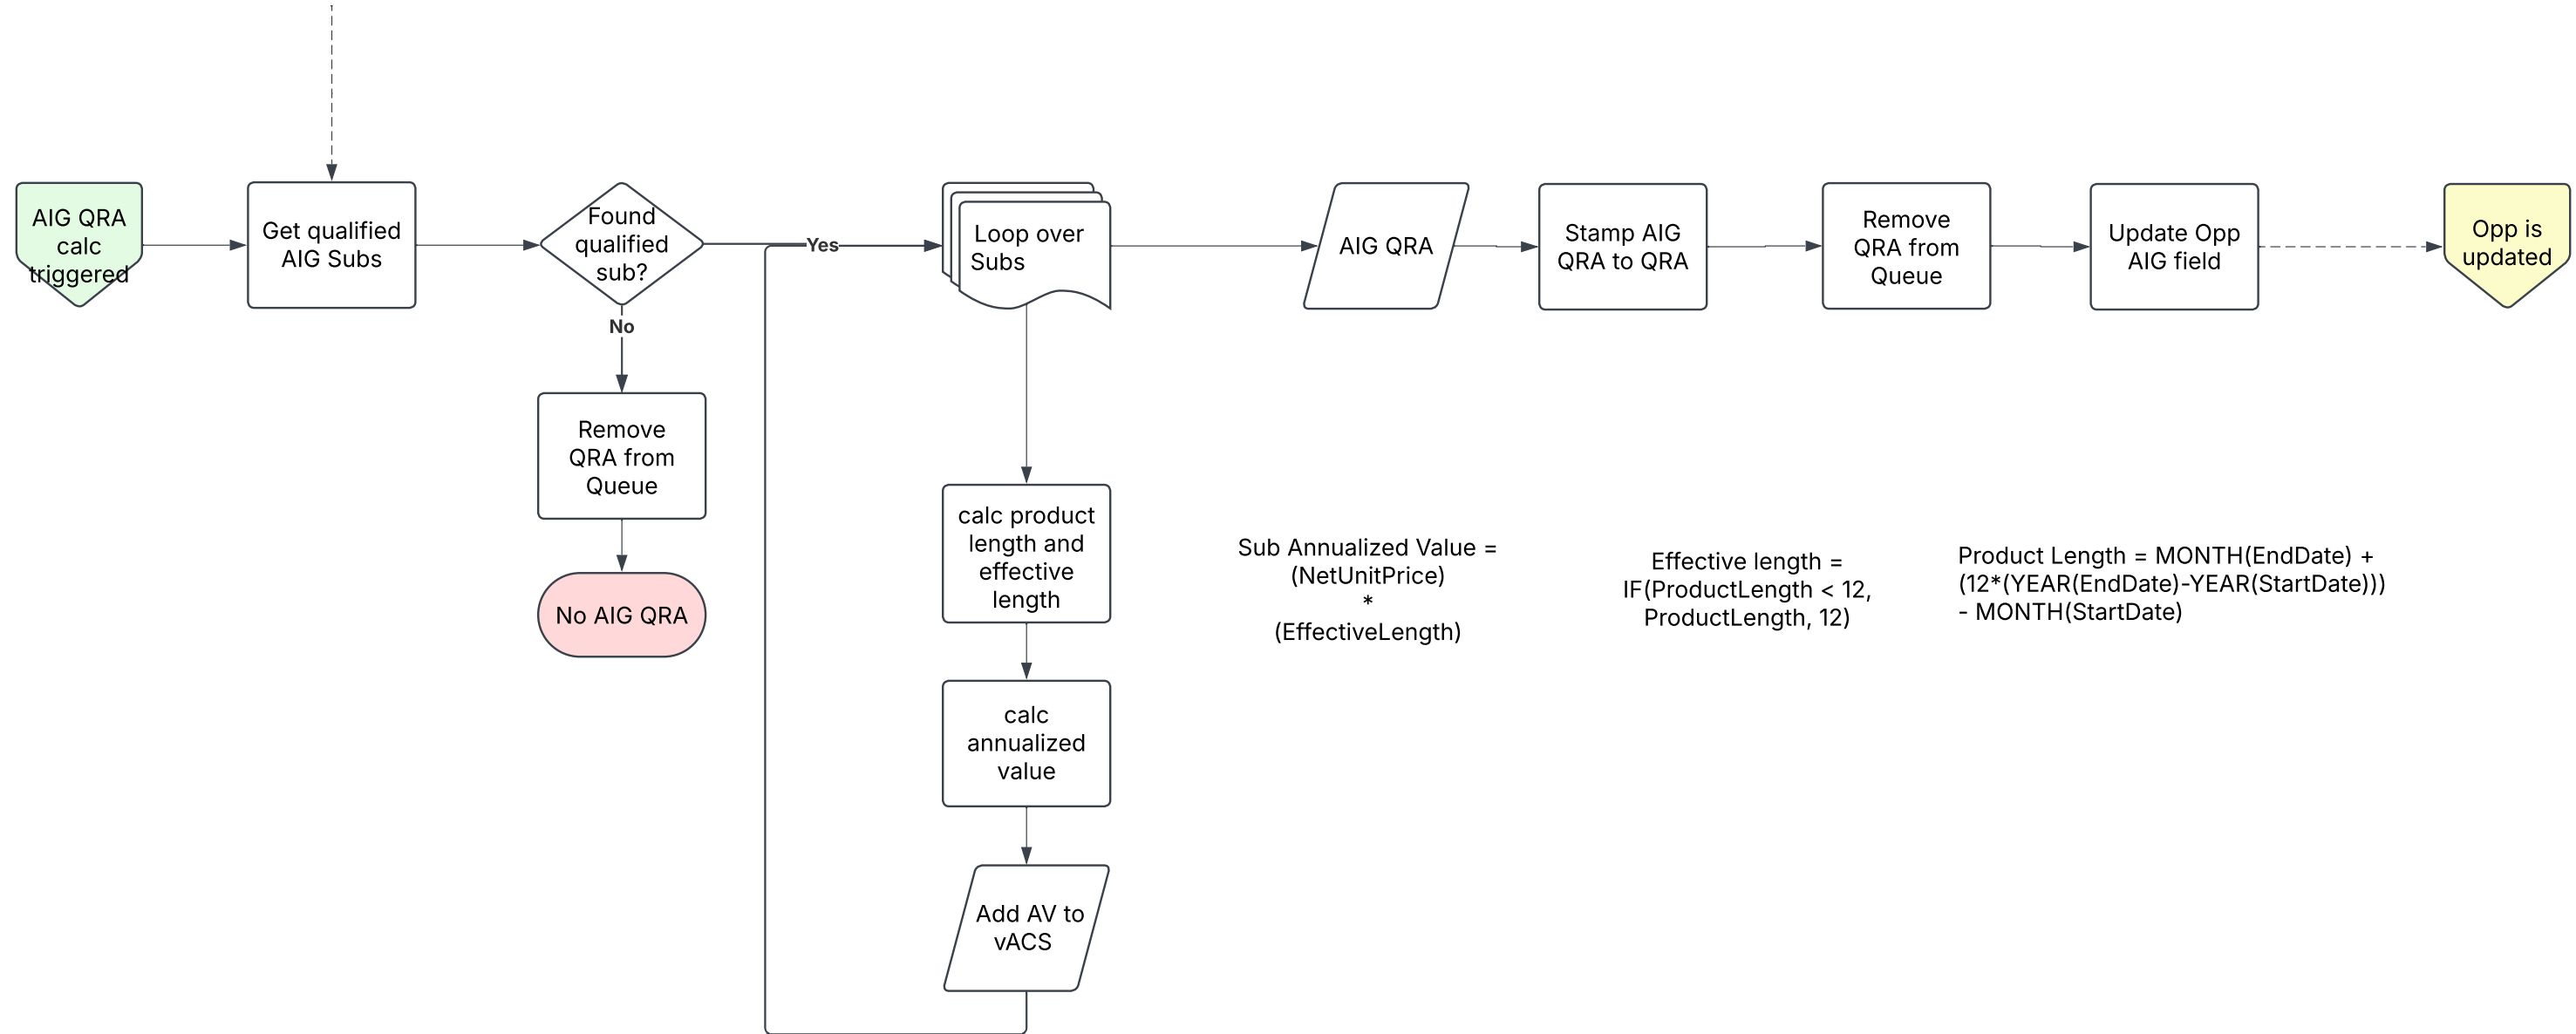 AIG QRA
calc
triggered
Get qualified
AIG Subs
Found
qualified
sub?
Yes
No
Remove
QRA from
Queue
No AIG QRA
Loop over
Subs
calc product
length and
effective
length
calc
annualized
value
Add AV to
vACS
AIG QRA
Stamp AIG
QRA to QRA
Remove
QRA from
Queue
Update Opp
AIG field
Opp is
updated
Sub Annualized Value =
(NetUnitPrice)
*
(EffectiveLength)
Effective length =
IF(ProductLength < 12,
ProductLength, 12)
Product Length = MONTH(EndDate) +
(12*(YEAR(EndDate)-YEAR(StartDate)))
- MONTH(StartDate)